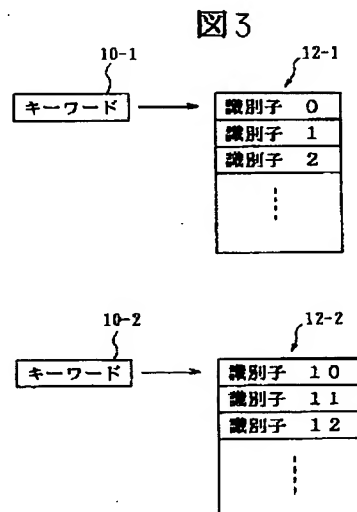 図3
10-1
12-1
キーワード
識別子 0
識別子 1
識別子 2
10-2
12-2
キーワード
識別子 10
識別子 11
識別子 12